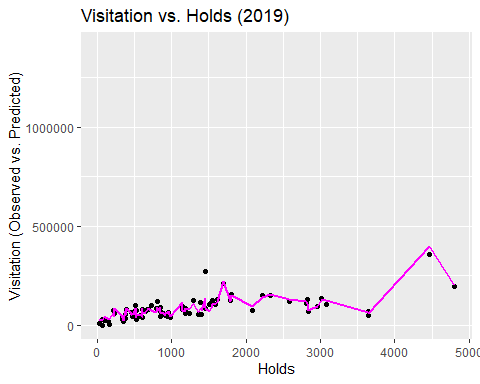 Visitation vs. Holds (2019)
Visitation (Observed vs. Predicted)
1000000
500000
0
0 1000 2000 3000 4000 5000
Holds